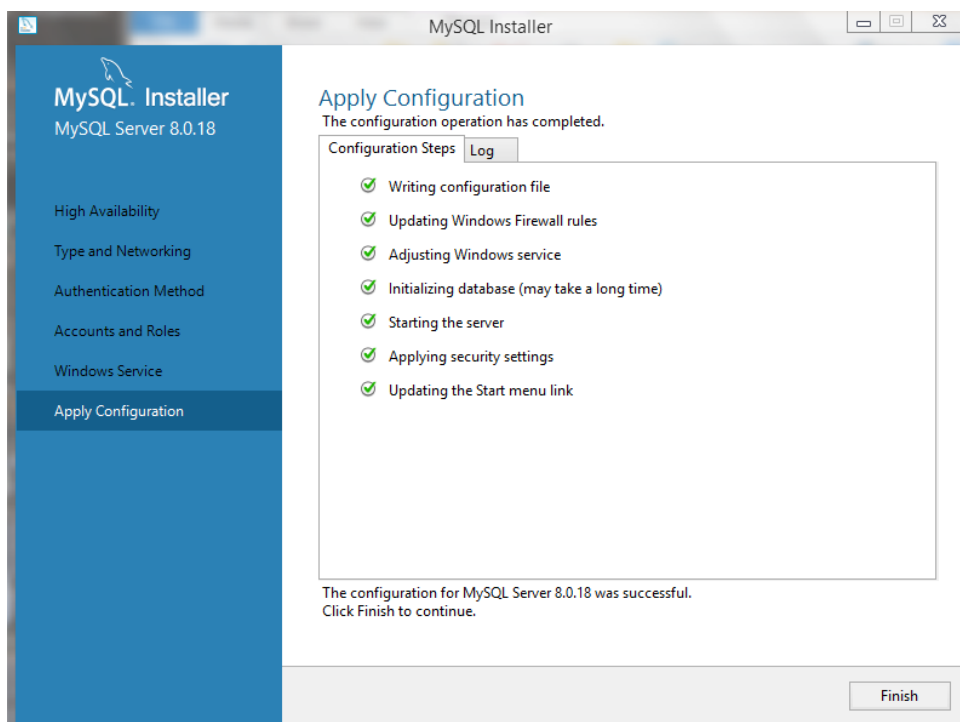 MySQL Installer
MySQL. Installer
MySQL Server 8.0.18
High Availability
Type and Networking
Authentication Method
Accounts and Roles
Windows Service
Apply Configuration
Apply Configuration
The configuration operation has completed.
Configuration Steps
Log
Writing configuration file
Updating Windows Firewall rules
Adjusting Windows service
Initializing database (may take a long time)
Starting the server
Applying security settings
Updating the Start menu link
The configuration for MySQL Server 8.0.18 was successful.
Click Finish to continue.
Finish